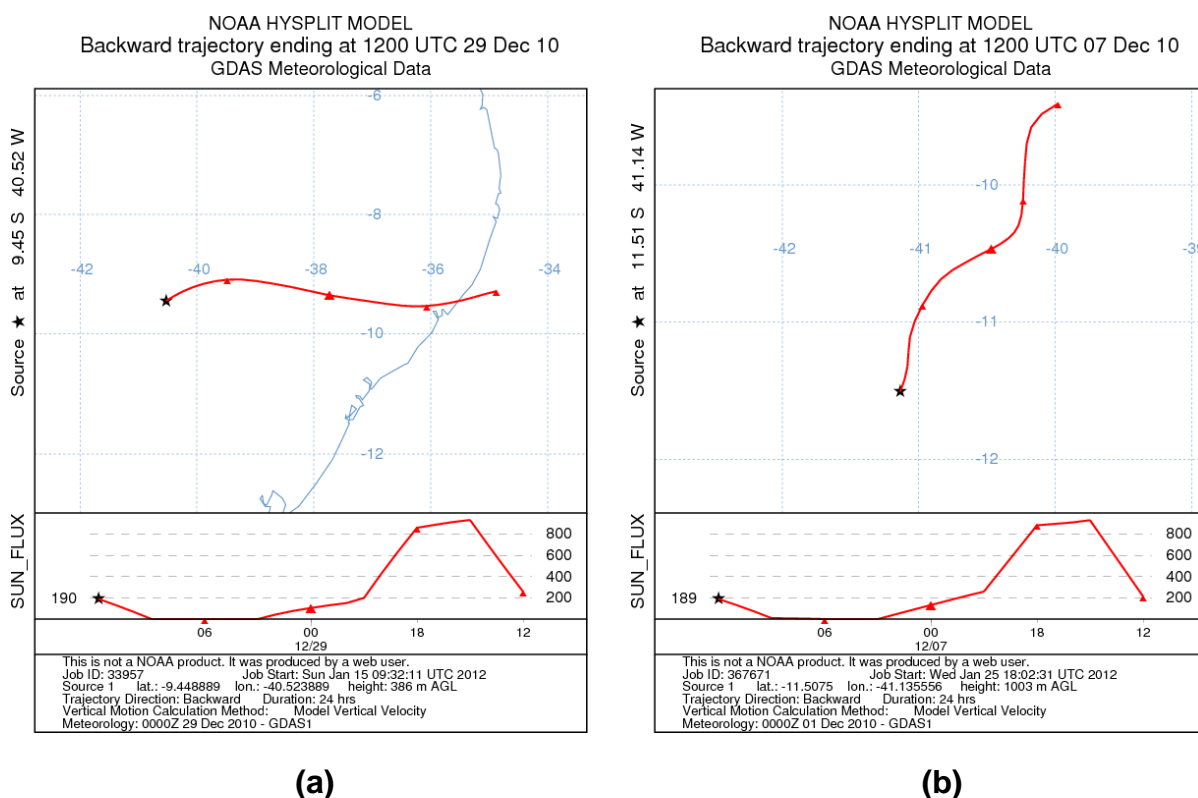 NOAA HYSPLIT MODEL
Backward trajectory ending at 1200 UTC 29 Dec 10
GDAS Meteorological Data
Source ★ at 9.45 S 40.52 W
-6
-8
-42 -40 -38 -36 -34
-10
-12
SUN_FLUX
190
800
600
400
200
06 00 18 12
12/29
This is not a NOAA product. It was produced by a web user.
Job ID: 33957 Job Start: Sun Jan 15 09:32:11 UTC 2012
Source 1 lat.: -9.448889 lon.: -40.523889 height: 386 m AGL
Trajectory Direction: Backward Duration: 24 hrs
Vertical Motion Calculation Method: Model Vertical Velocity
Meteorology: 0000Z 29 Dec 2010 - GDAS1
(a)
NOAA HYSPLIT MODEL
Backward trajectory ending at 1200 UTC 07 Dec 10
GDAS Meteorological Data
Source ★ at 11.51 S 41.14 W
-10
-42 -41 -40 -39
-11
-12
SUN_FLUX
189
800
600
400
200
06 00 18 12
12/07
This is not a NOAA product. It was produced by a web user.
Job ID: 367671 Job Start: Wed Jan 25 18:02:31 UTC 2012
Source 1 lat.: -11.5075 lon.: -41.135556 height: 1003 m AGL
Trajectory Direction: Backward Duration: 24 hrs
Vertical Motion Calculation Method: Model Vertical Velocity
Meteorology: 0000Z 01 Dec 2010 - GDAS1
(b)